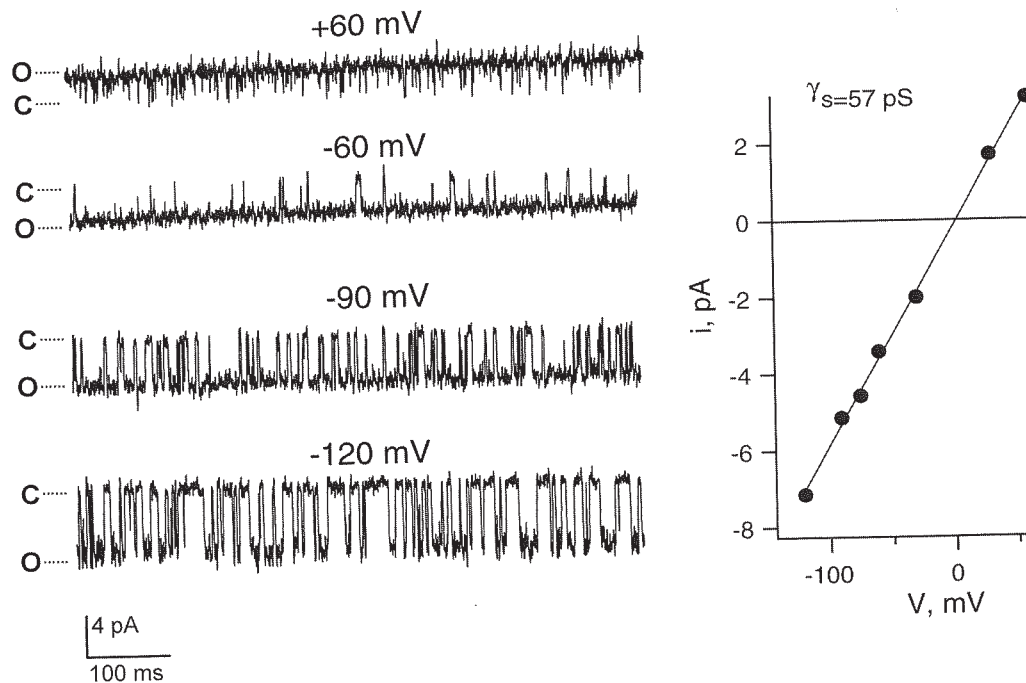 +60 mV
O
C
-60 mV
C
O
-90 mV
C
O
-120 mV
C
O
4 pA
100 ms
γs=57 pS
2
0
-2
-4
-6
-8
i, pA
-100
0
V, mV